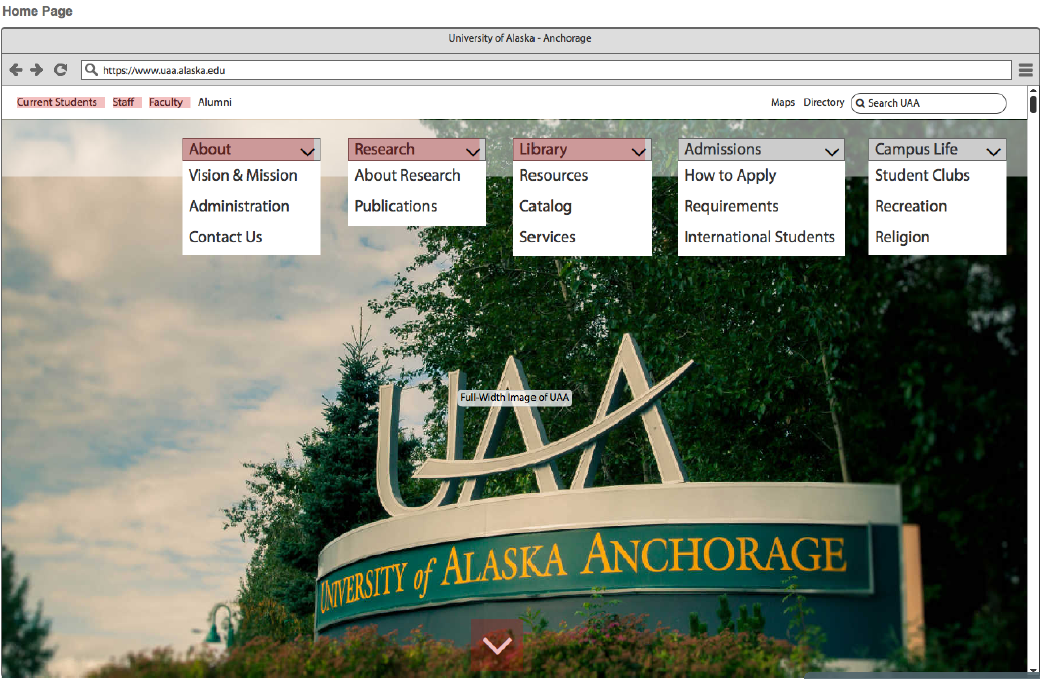 Home Page
University of Alaska - Anchorage
https://www.uaa.alaska.edu
Current Students Staff Faculty Alumni Maps Directory Search UAA
About Research Library Admissions Campus Life
Vision & Mission About Research Resources How to Apply Student Clubs
Administration Publications Catalog Requirements Recreation
Contact Us Services International Students Religion
UAA
Full-Width Image of UAA
UNIVERSITY of ALASKA ANCHORAGE